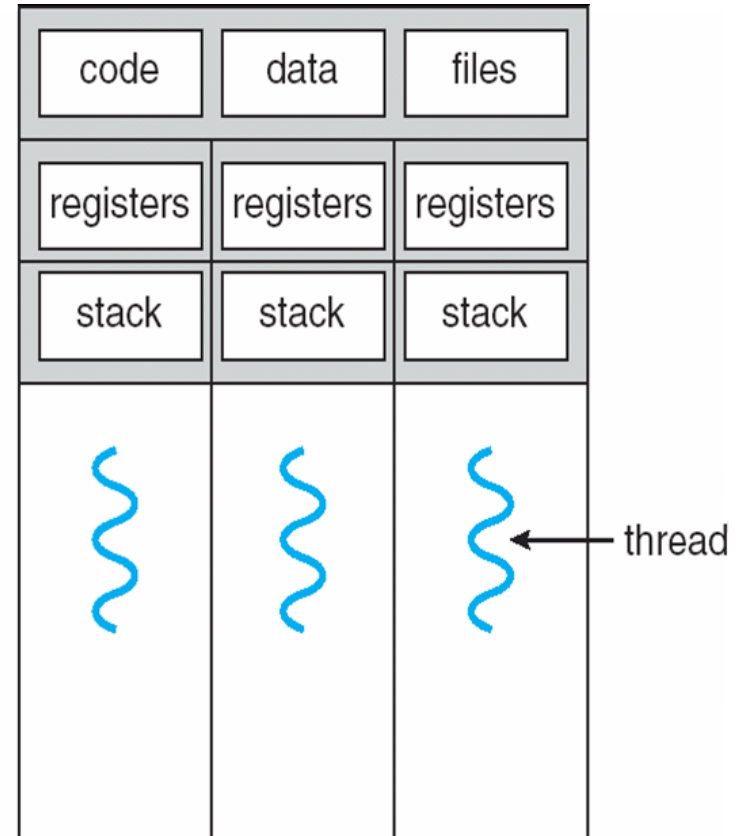 code data files
registers registers registers
stack stack stack
thread